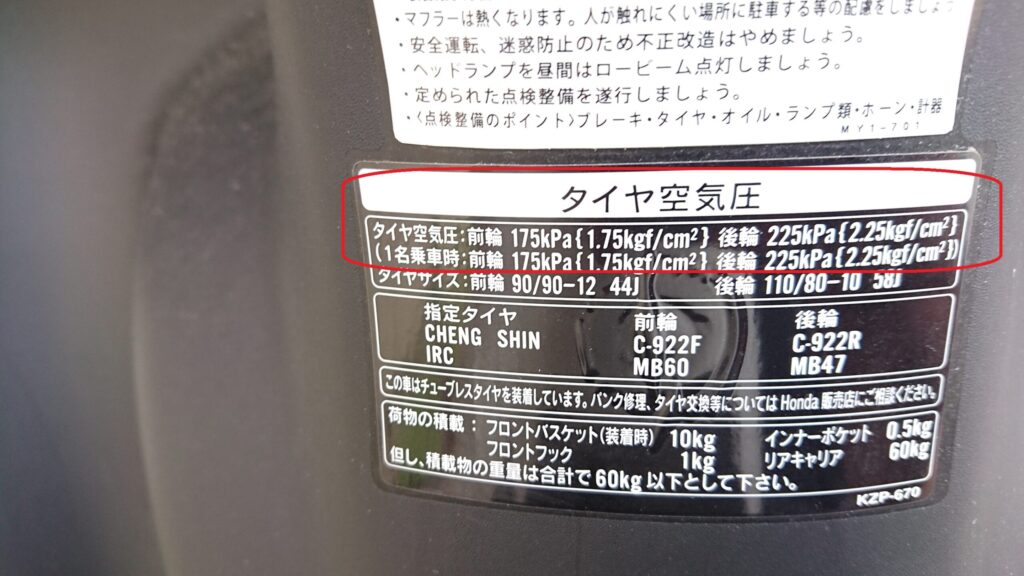 ・マフラーは熱くなります。人が触れにくい場所に駐車する等の配慮をしましょう
・安全運転、迷惑防止のため不正改造はやめましょう。
・ヘッドランプを昼間はロービーム点灯しましょう。
・定められた点検整備を遂行しましょう。
・〈点検整備のポイント〉ブレーキ・タイヤ・オイル・ランプ類・ホーン・計器
MY1-701
タイヤ空気圧
タイヤ空気圧:前輪 175kPa{1.75kgf/cm²} 後輪 225kPa{2.25kgf/cm²}
(1名乗車時:前輪 175kPa{1.75kgf/cm²} 後輪 225kPa{2.25kgf/cm²})
タイヤサイズ:前輪 90/90-12 44J 後輪 110/80-10 58J
指定タイヤ 前輪 後輪
CHENG SHIN C-922F C-922R
IRC MB60 MB47
この車はチューブレスタイヤを装着しています。パンク修理、タイヤ交換等についてはHonda販売店にご相談ください。
荷物の積載:フロントバスケット(装着時) 10kg インナーポケット 0.5kg
フロントフック 1kg リアキャリア 60kg
但し、積載物の重量は合計で60kg以下として下さい。
KZP-670